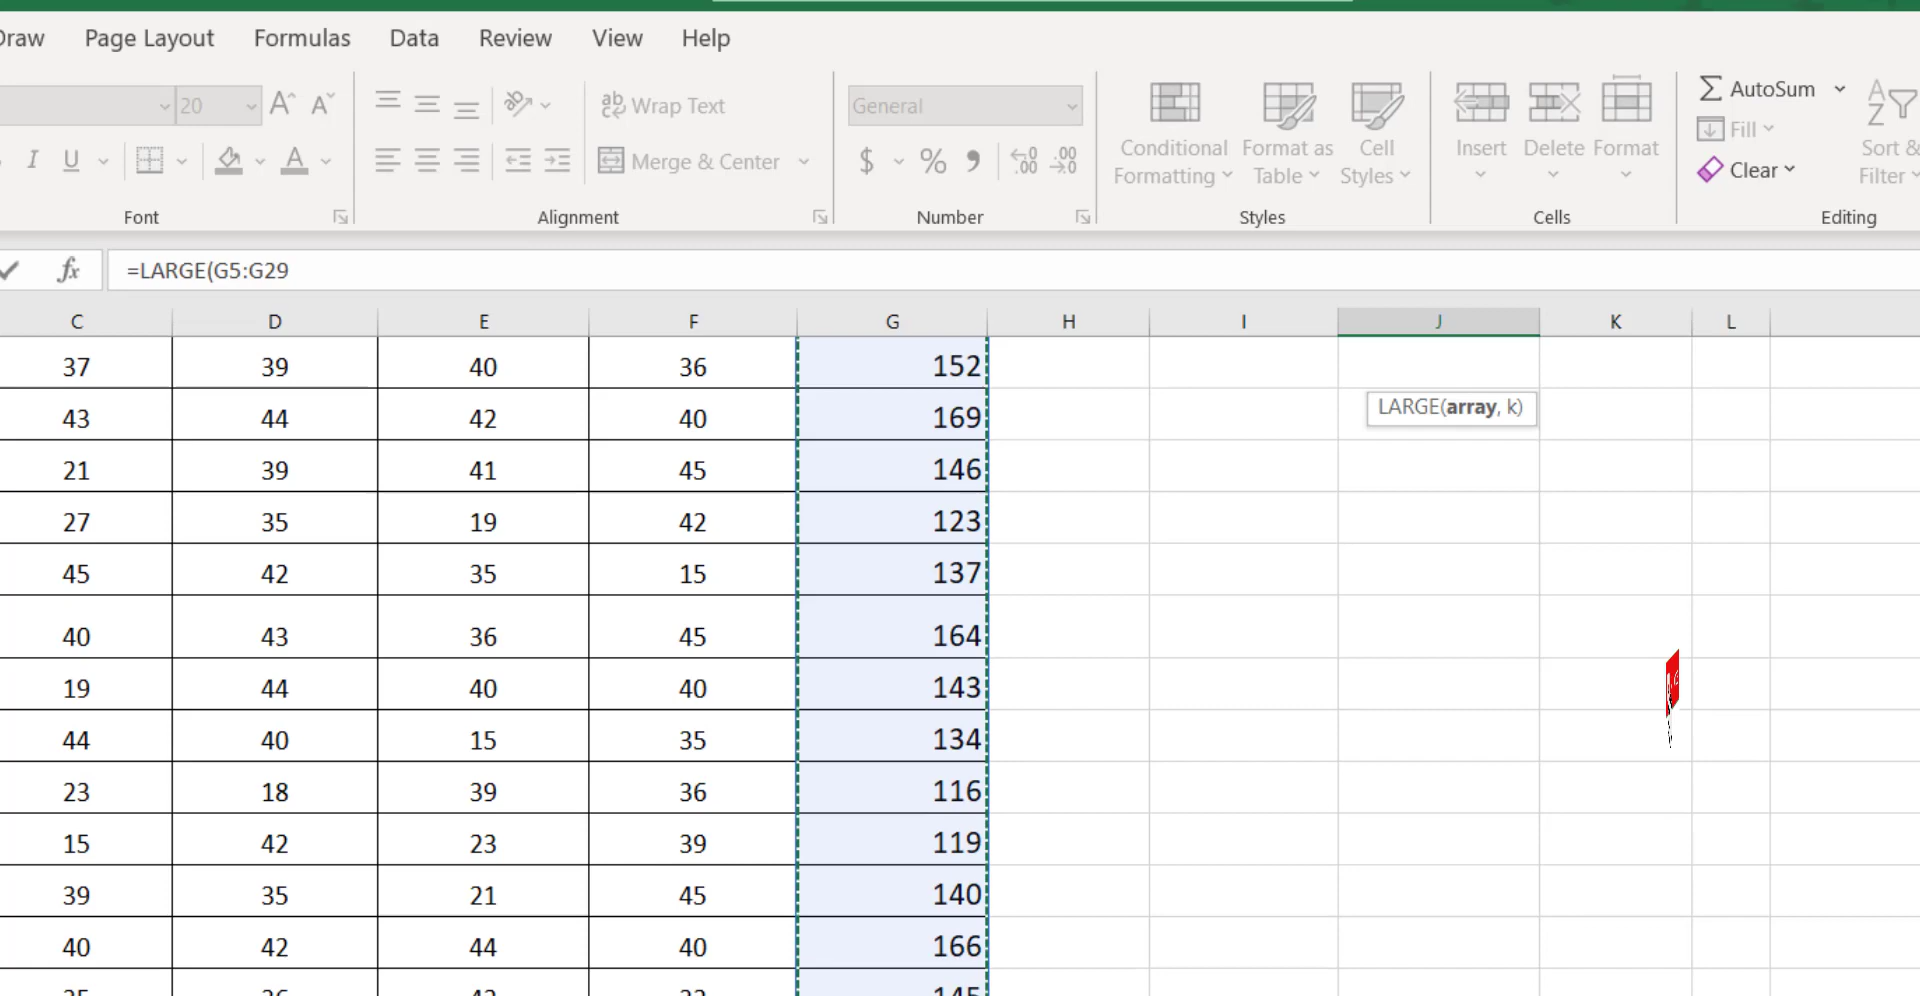 Draw Page Layout Formulas Data Review View Help
20 A A ab Wrap Text General AutoSum
I U A Merge & Center $ % , Conditional Formatting Format as Table Cell Styles Insert Delete Format Fill Clear Sort & Filter
Font Alignment Number Styles Cells Editing
fx =LARGE(G5:G29
C D E F G H I J K L
37 39 40 36 152
LARGE(array, k)
43 44 42 40 169
21 39 41 45 146
27 35 19 42 123
45 42 35 15 137
40 43 36 45 164
19 44 40 40 143
44 40 15 35 134
23 18 39 36 116
15 42 23 39 119
39 35 21 45 140
40 42 44 40 166